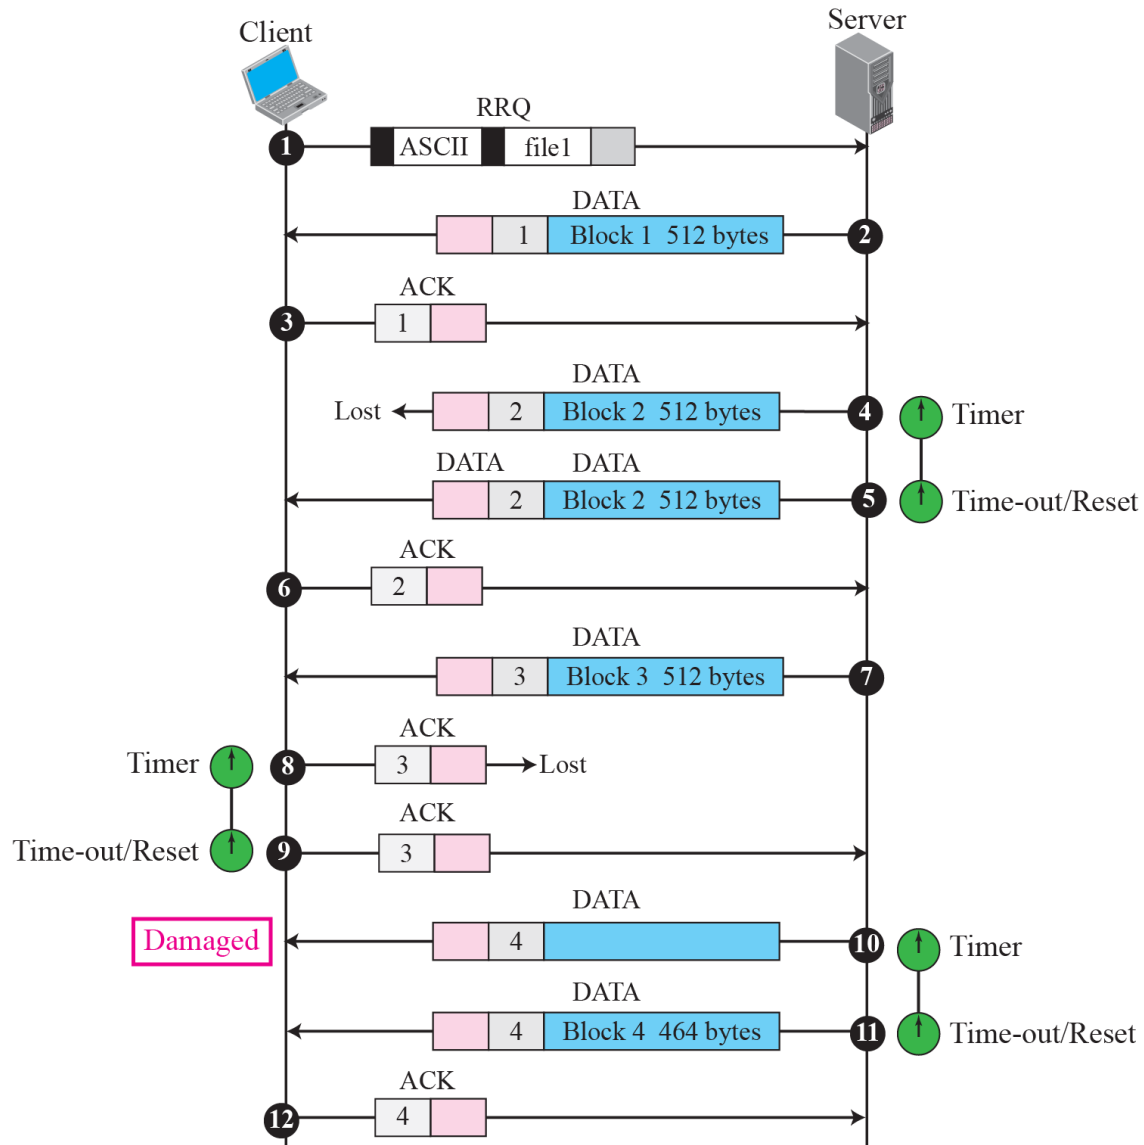 Client
Server
RRQ
1 ASCII file1
DATA
1 Block 1 512 bytes 2
ACK
3 1
DATA
Lost 2 Block 2 512 bytes 4 Timer
DATA DATA
2 Block 2 512 bytes 5 Time-out/Reset
ACK
6 2
DATA
3 Block 3 512 bytes 7
ACK
Timer 8 3 Lost
ACK
Time-out/Reset 9 3
DATA
Damaged 4 10 Timer
DATA
4 Block 4 464 bytes 11 Time-out/Reset
ACK
12 4